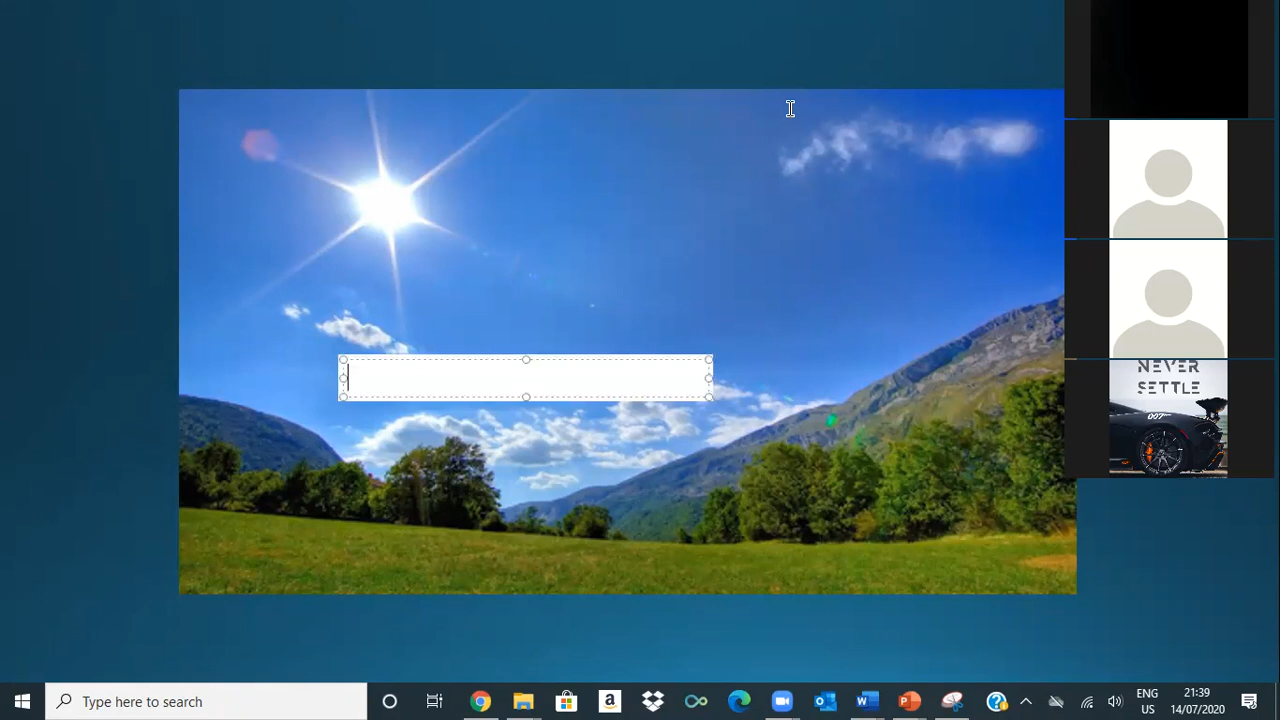 NEVER
SETTLE
007
Type here to search
a
W
P
ENG
US
21:39
14/07/2020